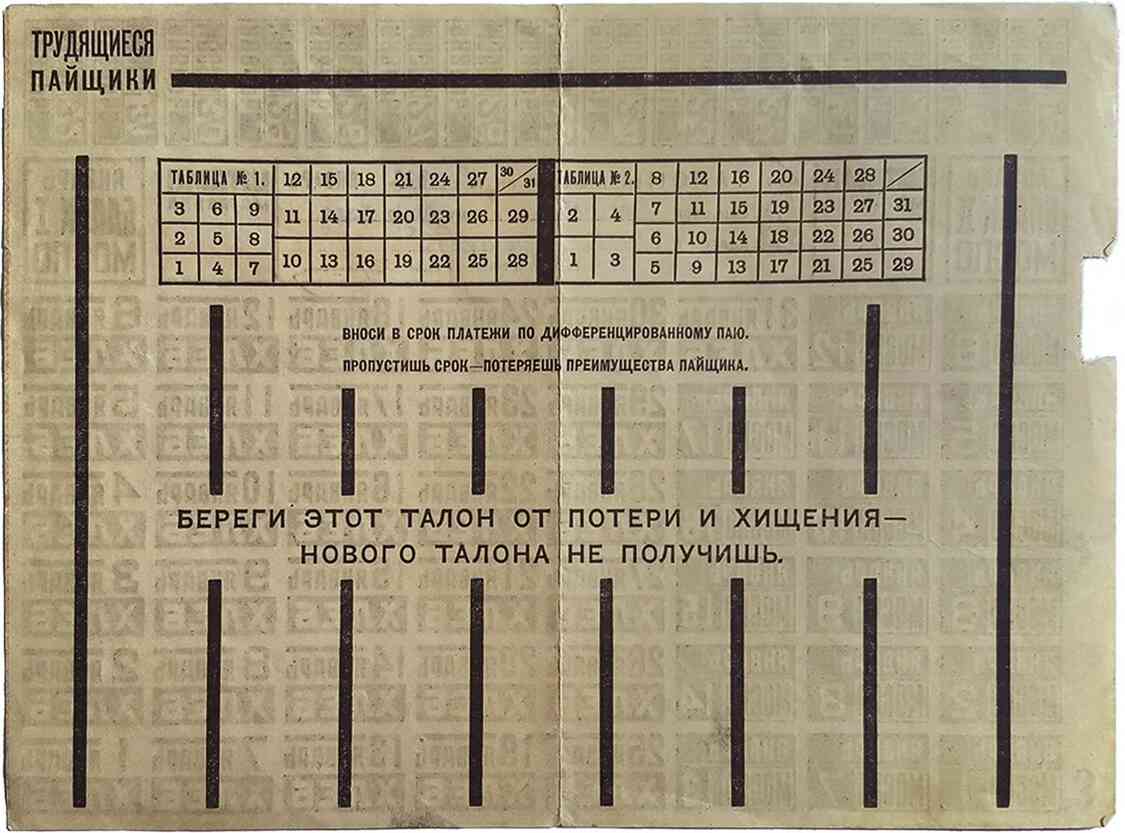 ТРУДЯЩИЕСЯ
ПАЙЩИКИ
ТАБЛИЦА № 1. 12 15 18 21 24 27 30/31
3 6 9 11 14 17 20 23 26 29
2 5 8
1 4 7 10 13 16 19 22 25 28
ТАБЛИЦА № 2. 8 12 16 20 24 28 /
2 4 7 11 15 19 23 27 31
6 10 14 18 22 26 30
1 3 5 9 13 17 21 25 29
ВНОСИ В СРОК ПЛАТЕЖИ ПО ДИФФЕРЕНЦИРОВАННОМУ ПАЮ.
ПРОПУСТИШЬ СРОК—ПОТЕРЯЕШЬ ПРЕИМУЩЕСТВА ПАЙЩИКА.
БЕРЕГИ ЭТОТ ТАЛОН ОТ ПОТЕРИ И ХИЩЕНИЯ—
НОВОГО ТАЛОНА НЕ ПОЛУЧИШЬ.